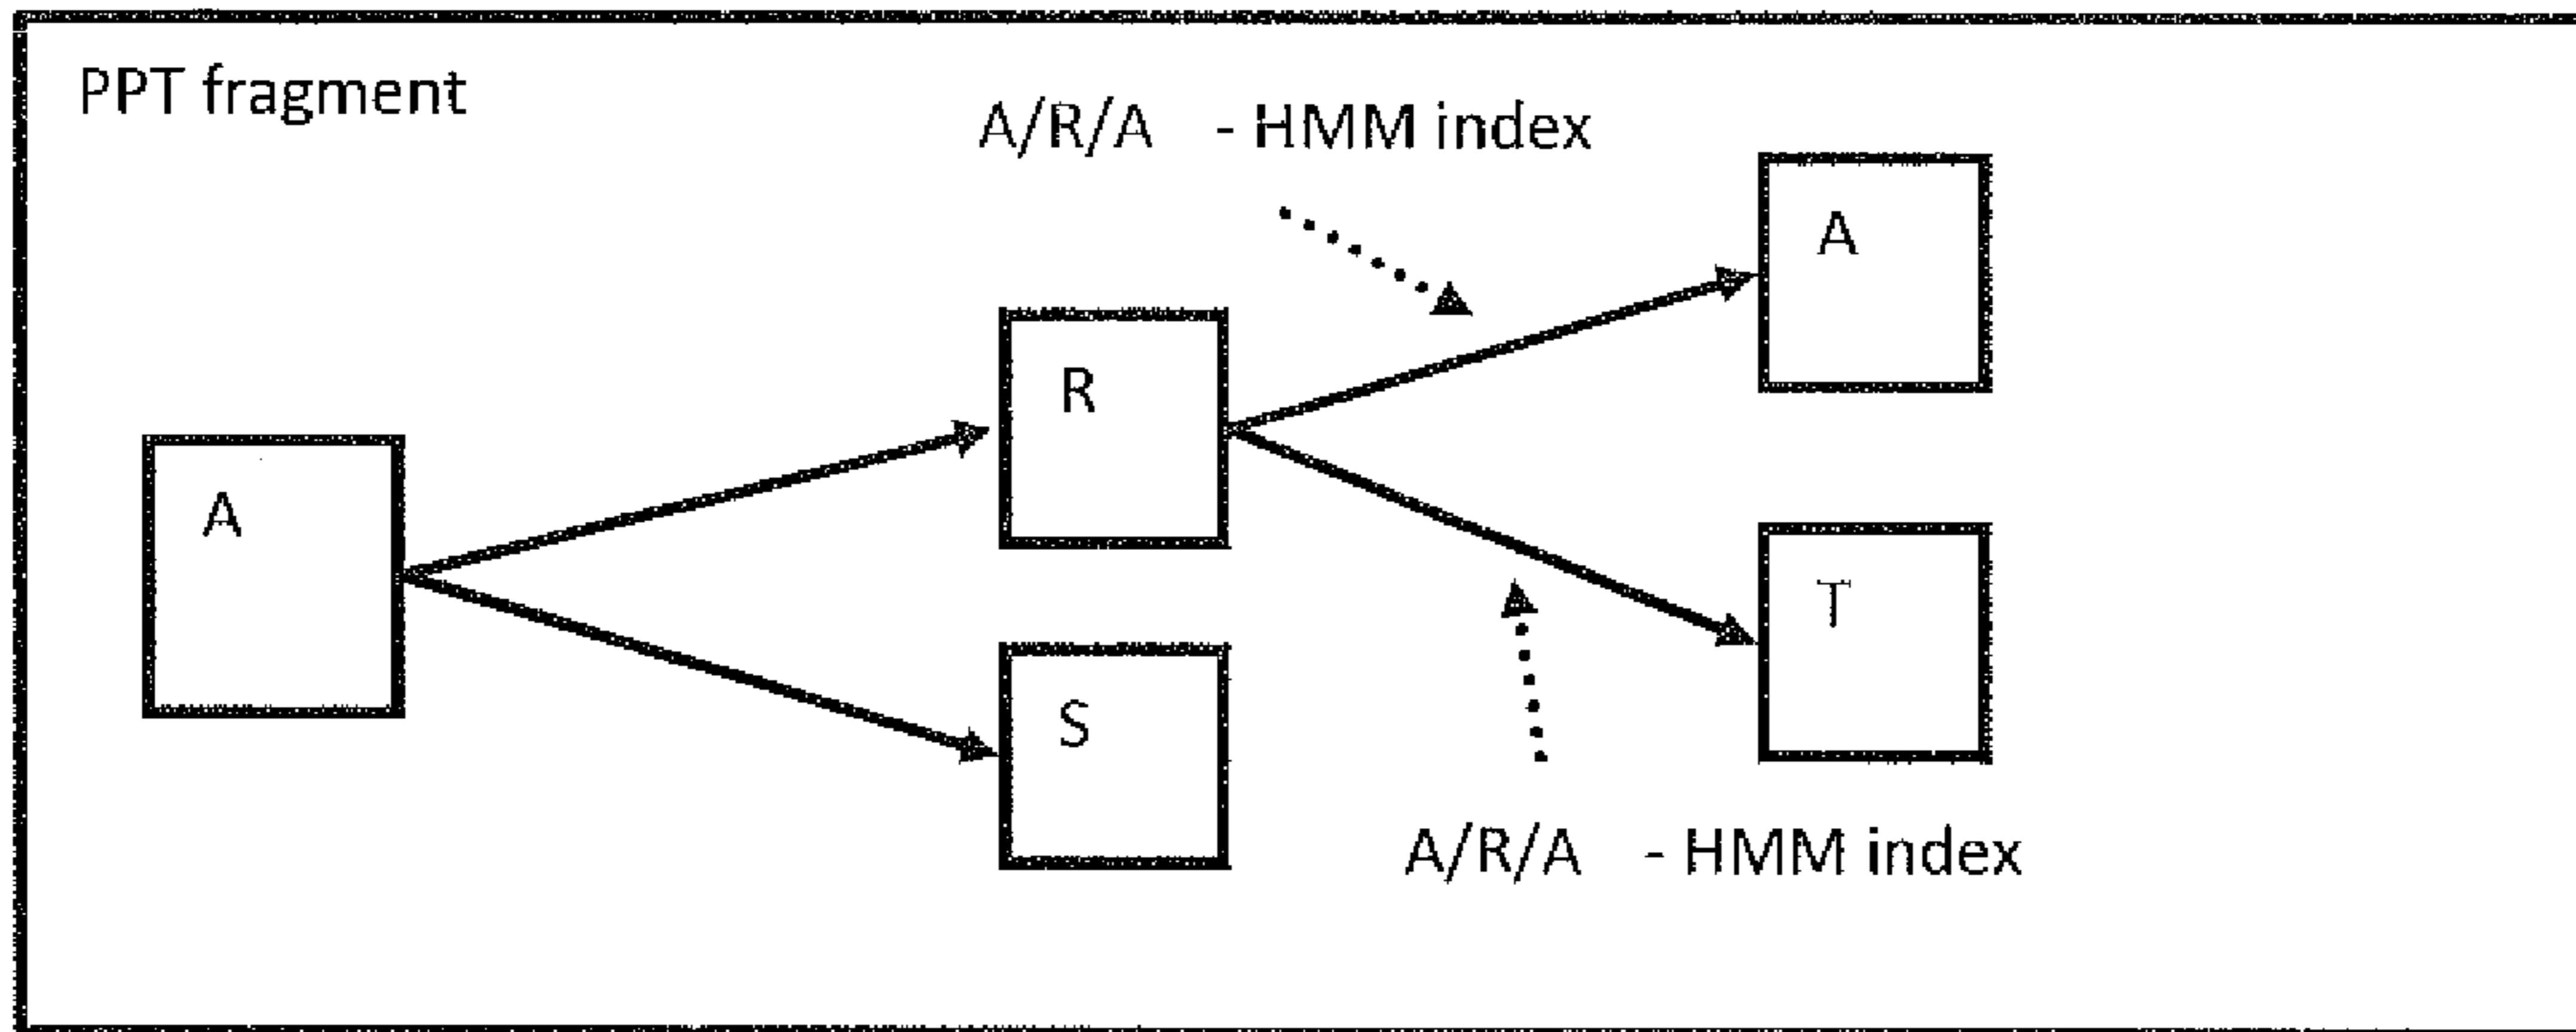 PPT fragment
A/R/A - HMM index
A
R
A
T
S
A/R/A - HMM index